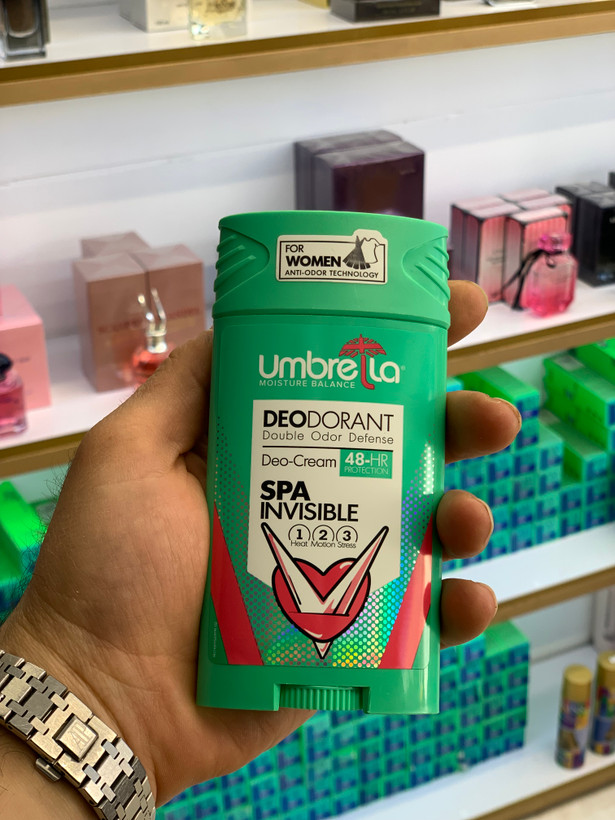 FOR
WOMEN
ANTI-ODOR TECHNOLOGY
umbrella
MOISTURE BALANCE
DEODORANT
Double Odor Defense
Deo-Cream 48-HR
PROTECTION
SPA
INVISIBLE
1 2 3
Heat Motion Stress